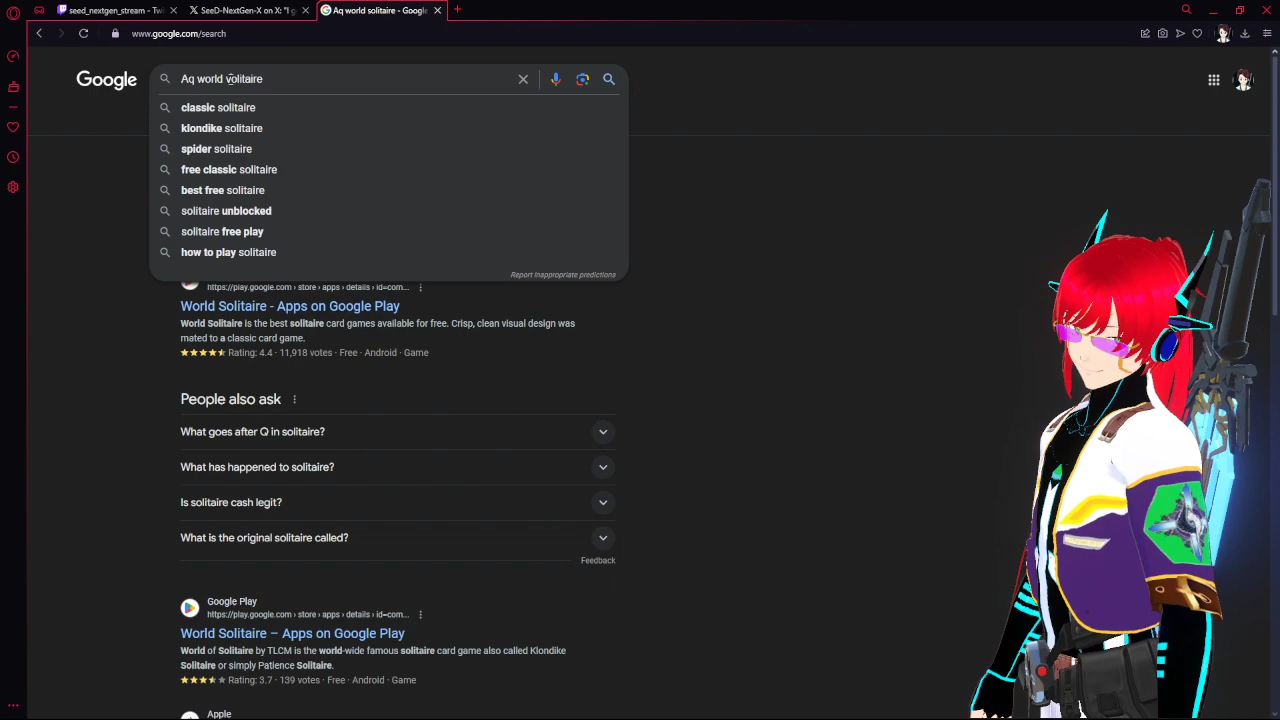 seed_nextgen_stream - Twi
SeeD-NextGen-X on X: "I g
Aq world solitaire - Google
www.google.com/search
Google
Aq world solitaire
classic solitaire
klondike solitaire
spider solitaire
free classic solitaire
best free solitaire
solitaire unblocked
solitaire free play
how to play solitaire
Report inappropriate predictions
https://play.google.com › store › apps › details › id=com...
World Solitaire - Apps on Google Play
World Solitaire is the best solitaire card games available for free. Crisp, clean visual design was
mated to a classic card game.
Rating: 4.4 · 11,918 votes · Free · Android · Game
People also ask
What goes after Q in solitaire?
What has happened to solitaire?
Is solitaire cash legit?
What is the original solitaire called?
Feedback
Google Play
https://play.google.com › store › apps › details › id=com...
World Solitaire – Apps on Google Play
World of Solitaire by TLCM is the world-wide famous solitaire card game also called Klondike
Solitaire or simply Patience Solitaire.
Rating: 3.7 · 139 votes · Free · Android · Game
Apple